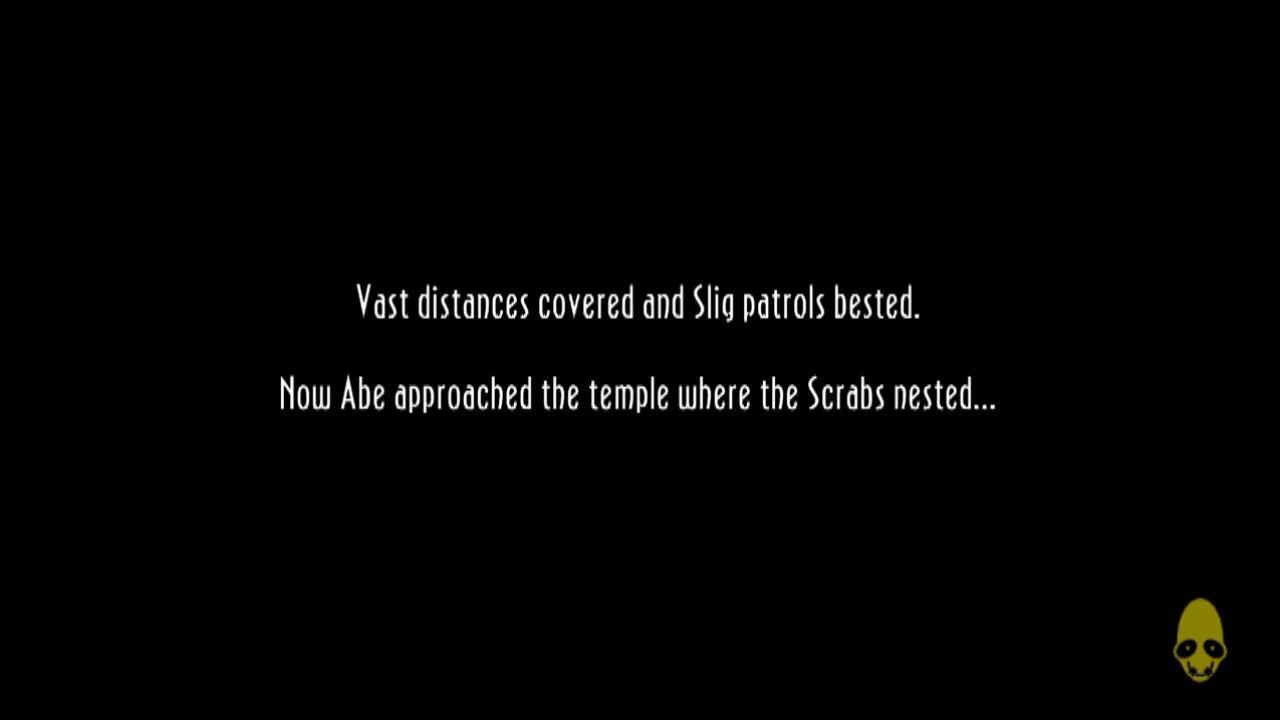 Vast distances covered and Slig patrols bested.
Now Abe approached the temple where the Scrabs nested...